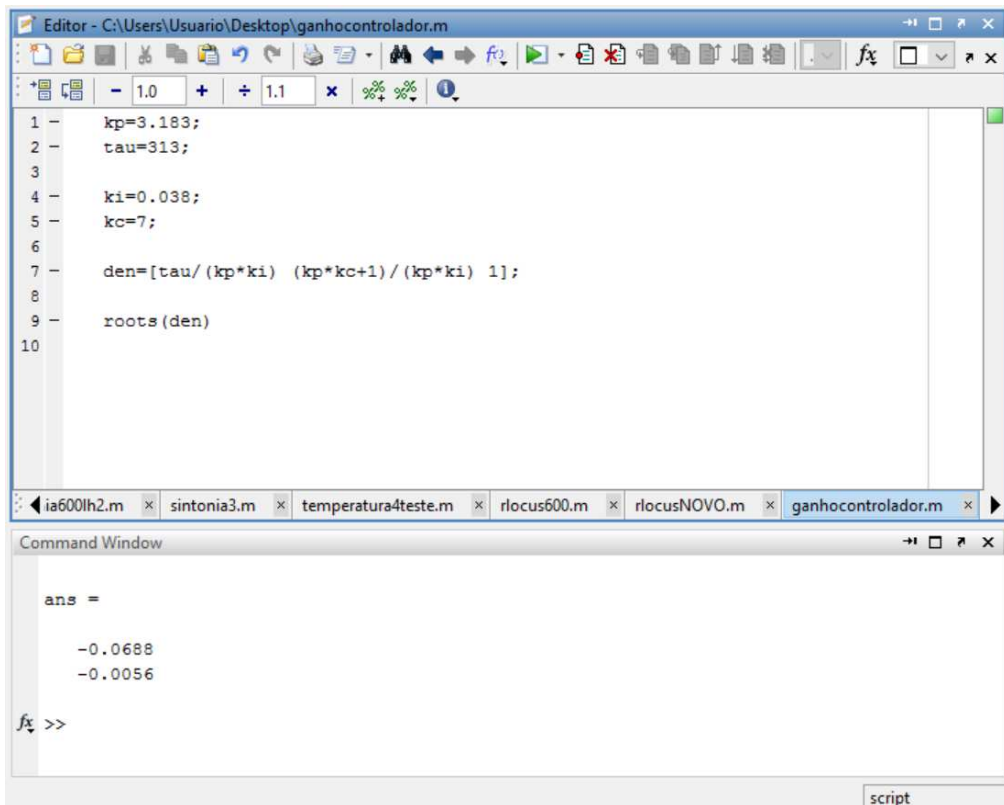 Editor - C:\Users\Usuario\Desktop\ganhocontrolador.m
fx
1.0
1.1
1 - kp=3.183;
2 - tau=313;
3
4 - ki=0.038;
5 - kc=7;
6
7 - den=[tau/(kp*ki) (kp*kc+1)/(kp*ki) 1];
8
9 - roots(den)
10
ia600lh2.m
sintonia3.m
temperatura4teste.m
rlocus600.m
rlocusNOVO.m
ganhocontrolador.m
Command Window
ans =
-0.0688
-0.0056
fx >>
script